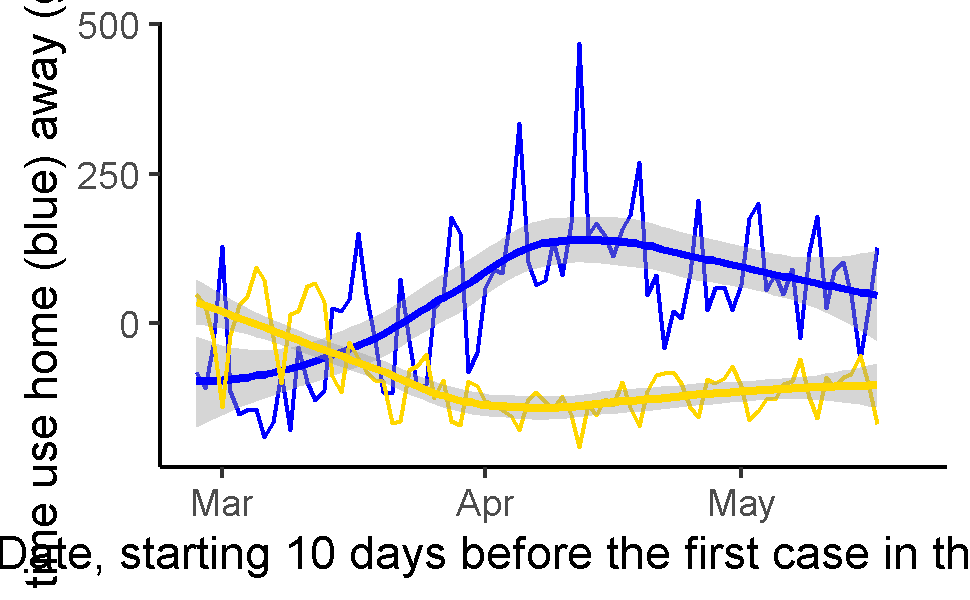 time use home (blue) away (
500
250
0
Mar Apr May
Date, starting 10 days before the first case in th